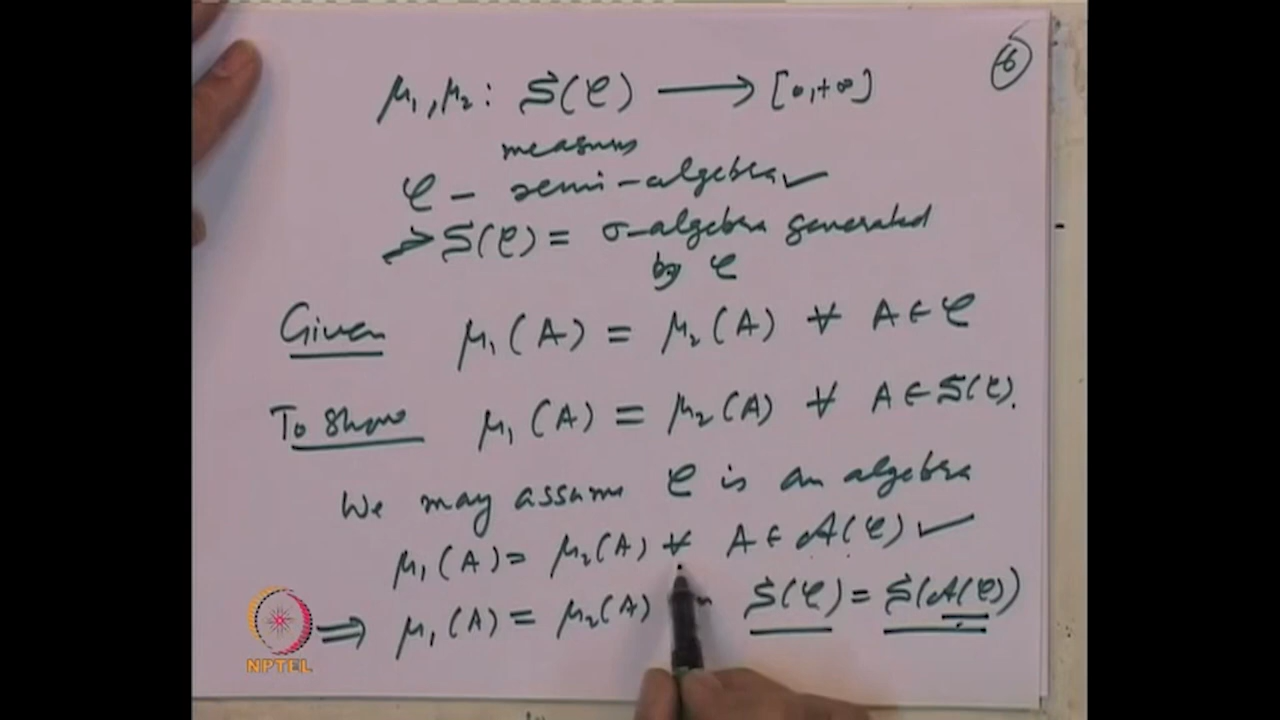 6
μ₁, μ₂ : S(C) ⟶ [0, +∞]
measures
C – semi-algebra ✓
⇒ S(C) = σ-algebra generated
by C
Given μ₁(A) = μ₂(A) ∀ A ∈ C
To Show μ₁(A) = μ₂(A) ∀ A ∈ S(C).
We may assume C is an algebra
μ₁(A) = μ₂(A) ∀ A ∈ A(C) ✓
⇒ μ₁(A) = μ₂(A) S(C) = S(A(C))
NPTEL